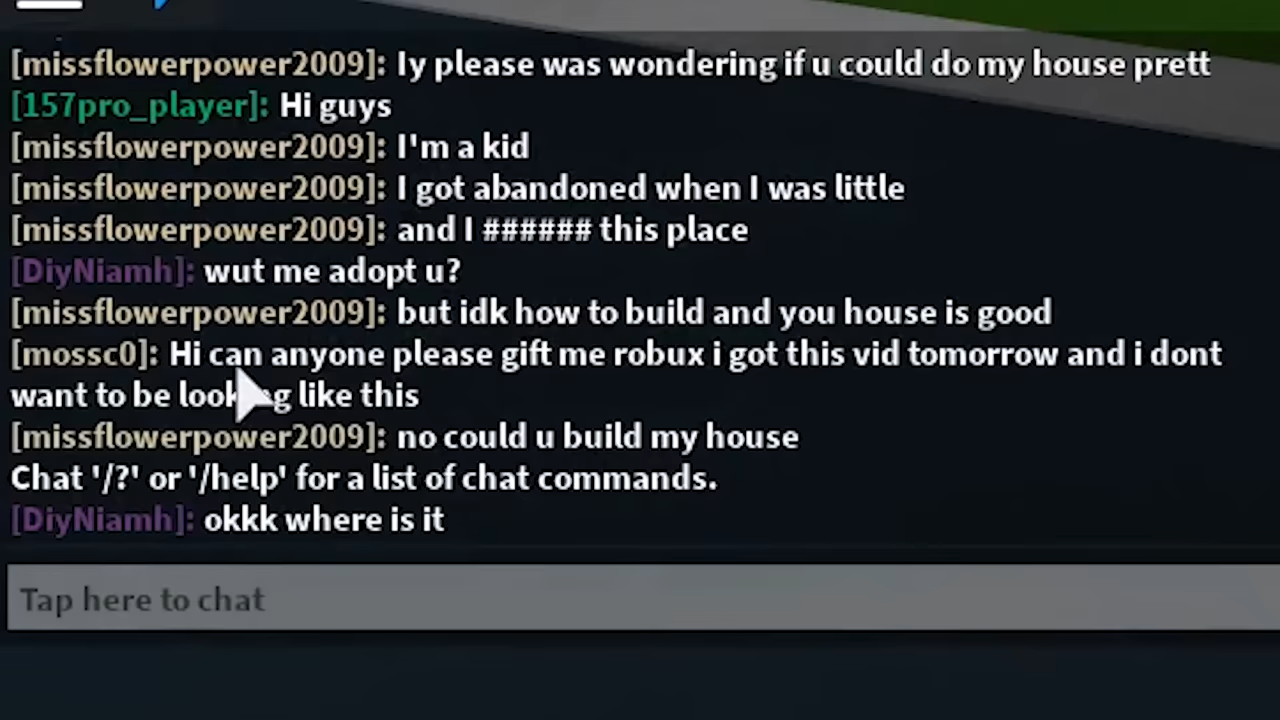 [missflowerpower2009]: Iy please was wondering if u could do my house prett
[157pro_player]: Hi guys
[missflowerpower2009]: I'm a kid
[missflowerpower2009]: I got abandoned when I was little
[missflowerpower2009]: and I ###### this place
[DiyNiamh]: wut me adopt u?
[missflowerpower2009]: but idk how to build and you house is good
[mossc0]: Hi can anyone please gift me robux i got this vid tomorrow and i dont
want to be looking like this
[missflowerpower2009]: no could u build my house
Chat '/?' or '/help' for a list of chat commands.
[DiyNiamh]: okkk where is it
Tap here to chat